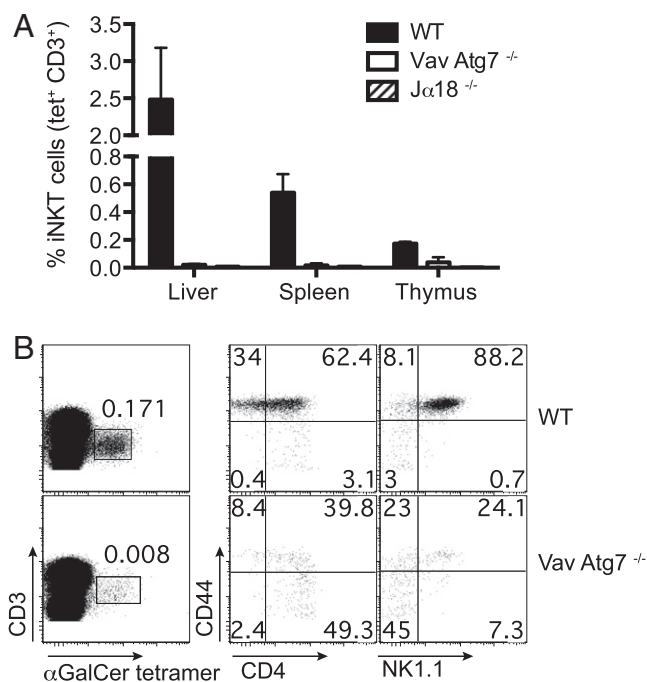 A
% iNKT cells (tet⁺ CD3⁺)
3.5
3.0
2.5
2.0
0.8
0.6
0.4
0.2
0.0
WT
Vav Atg7 -/-
Jα18 -/-
Liver Spleen Thymus
B
0.171
34 62.4
0.4 3.1
8.1 88.2
3 0.7
WT
0.008
8.4 39.8
2.4 49.3
23 24.1
45 7.3
Vav Atg7 -/-
CD3
CD44
αGalCer tetramer
CD4
NK1.1